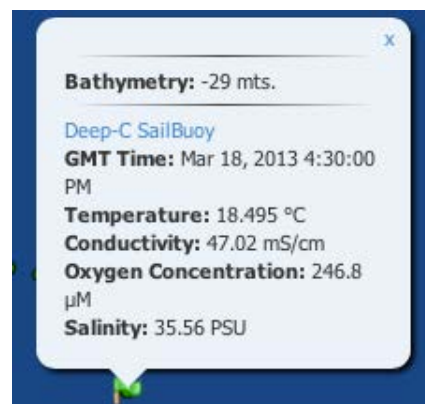 x
Bathymetry: -29 mts.
Deep-C SailBuoy
GMT Time: Mar 18, 2013 4:30:00
PM
Temperature: 18.495 °C
Conductivity: 47.02 mS/cm
Oxygen Concentration: 246.8
µM
Salinity: 35.56 PSU